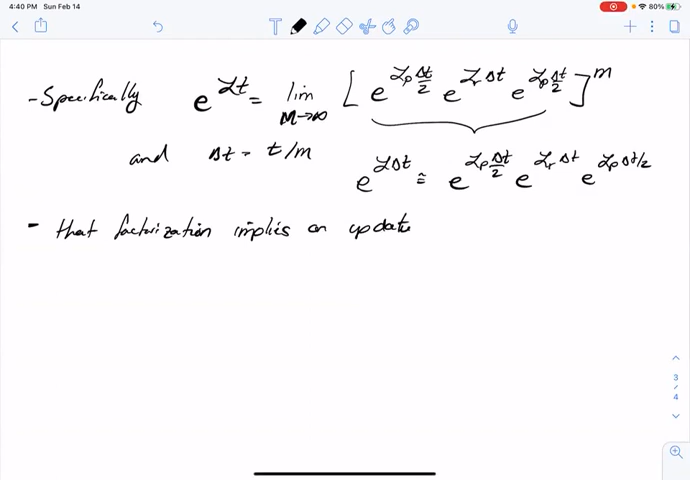 4:40 PM Sun Feb 14
80%
- Specifically e^{ℒt} = lim_{M→∞} [e^{ℒ_p Δt/2} e^{ℒ_r Δt} e^{ℒ_p Δt/2}]^m
and Δt = t/m
e^{ℒΔt} ≅ e^{ℒ_p Δt/2} e^{ℒ_r Δt} e^{ℒ_p Δt/2}
- that factorization implies an update
3
/
4